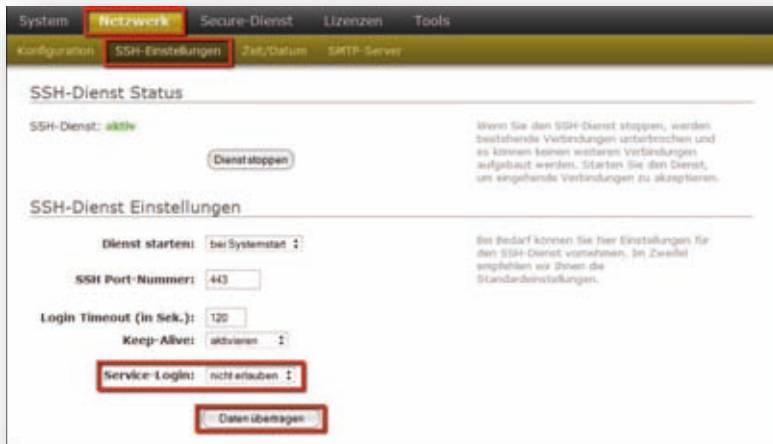 System Netzwerk Secure-Dienst Lizenzen Tools
Konfiguration SSH-Einstellungen Zeit/Datum SMTP-Server
SSH-Dienst Status
SSH-Dienst: aktiv
Dienst stoppen
Wenn Sie den SSH-Dienst stoppen, werden
bestehende Verbindungen unterbrochen und
es können keinen weiteren Verbindungen
aufgebaut werden. Starten Sie den Dienst,
um eingehende Verbindungen zu akzeptieren.
SSH-Dienst Einstellungen
Dienst starten: bei Systemstart
Bei Bedarf können Sie hier Einstellungen für
den SSH-Dienst vornehmen. Im Zweifel
empfehlen wir Ihnen die
Standardeinstellungen.
SSH Port-Nummer: 443
Login Timeout (in Sek.): 120
Keep-Alive: aktivieren
Service-Login: nicht erlauben
Daten übertragen